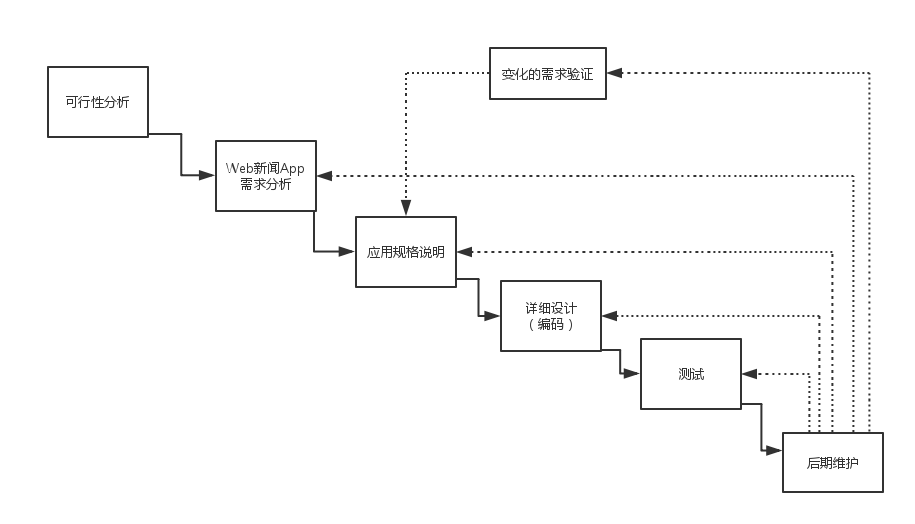 变化的需求验证
可行性分析
Web新闻App
需求分析
应用规格说明
详细设计
（编码）
测试
后期维护